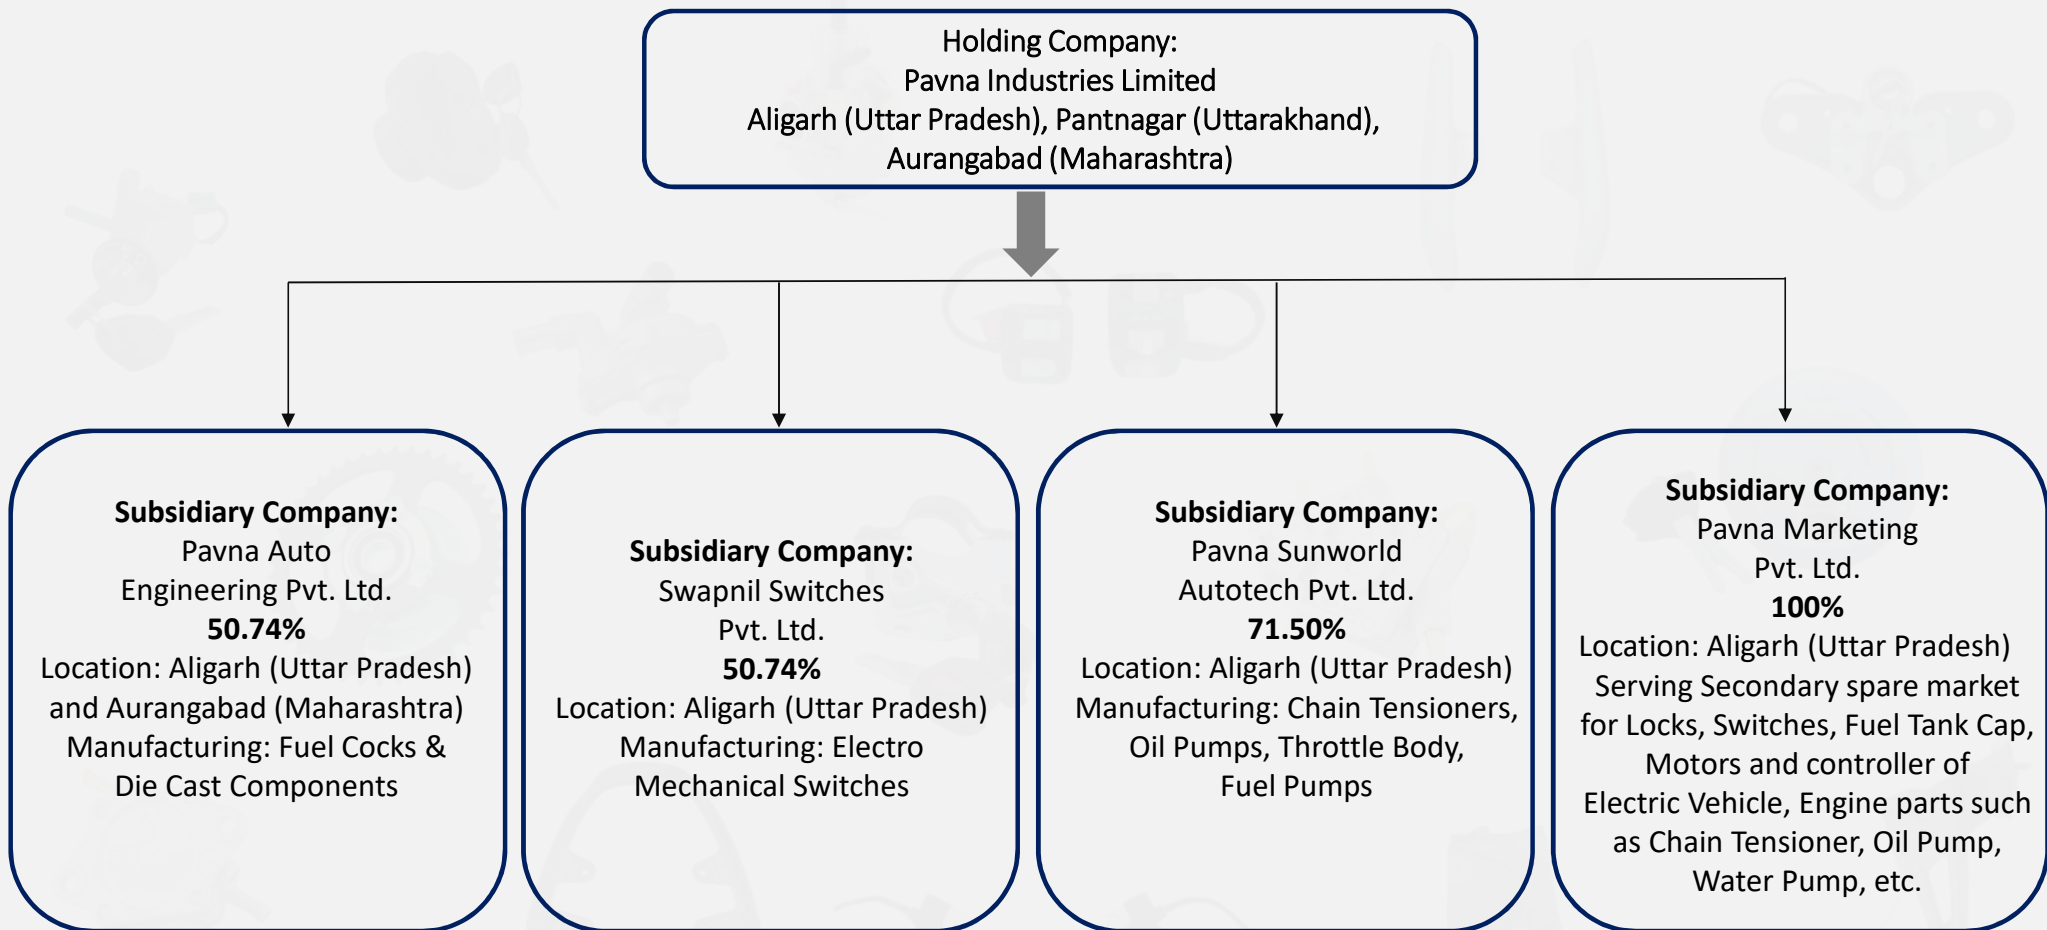 Holding Company:
Pavna Industries Limited
Aligarh (Uttar Pradesh), Pantnagar (Uttarakhand),
Aurangabad (Maharashtra)
Subsidiary Company:
Pavna Auto
Engineering Pvt. Ltd.
50.74%
Location: Aligarh (Uttar Pradesh)
and Aurangabad (Maharashtra)
Manufacturing: Fuel Cocks &
Die Cast Components
Subsidiary Company:
Swapnil Switches
Pvt. Ltd.
50.74%
Location: Aligarh (Uttar Pradesh)
Manufacturing: Electro
Mechanical Switches
Subsidiary Company:
Pavna Sunworld
Autotech Pvt. Ltd.
71.50%
Location: Aligarh (Uttar Pradesh)
Manufacturing: Chain Tensioners,
Oil Pumps, Throttle Body,
Fuel Pumps
Subsidiary Company:
Pavna Marketing
Pvt. Ltd.
100%
Location: Aligarh (Uttar Pradesh)
Serving Secondary spare market
for Locks, Switches, Fuel Tank Cap,
Motors and controller of
Electric Vehicle, Engine parts such
as Chain Tensioner, Oil Pump,
Water Pump, etc.